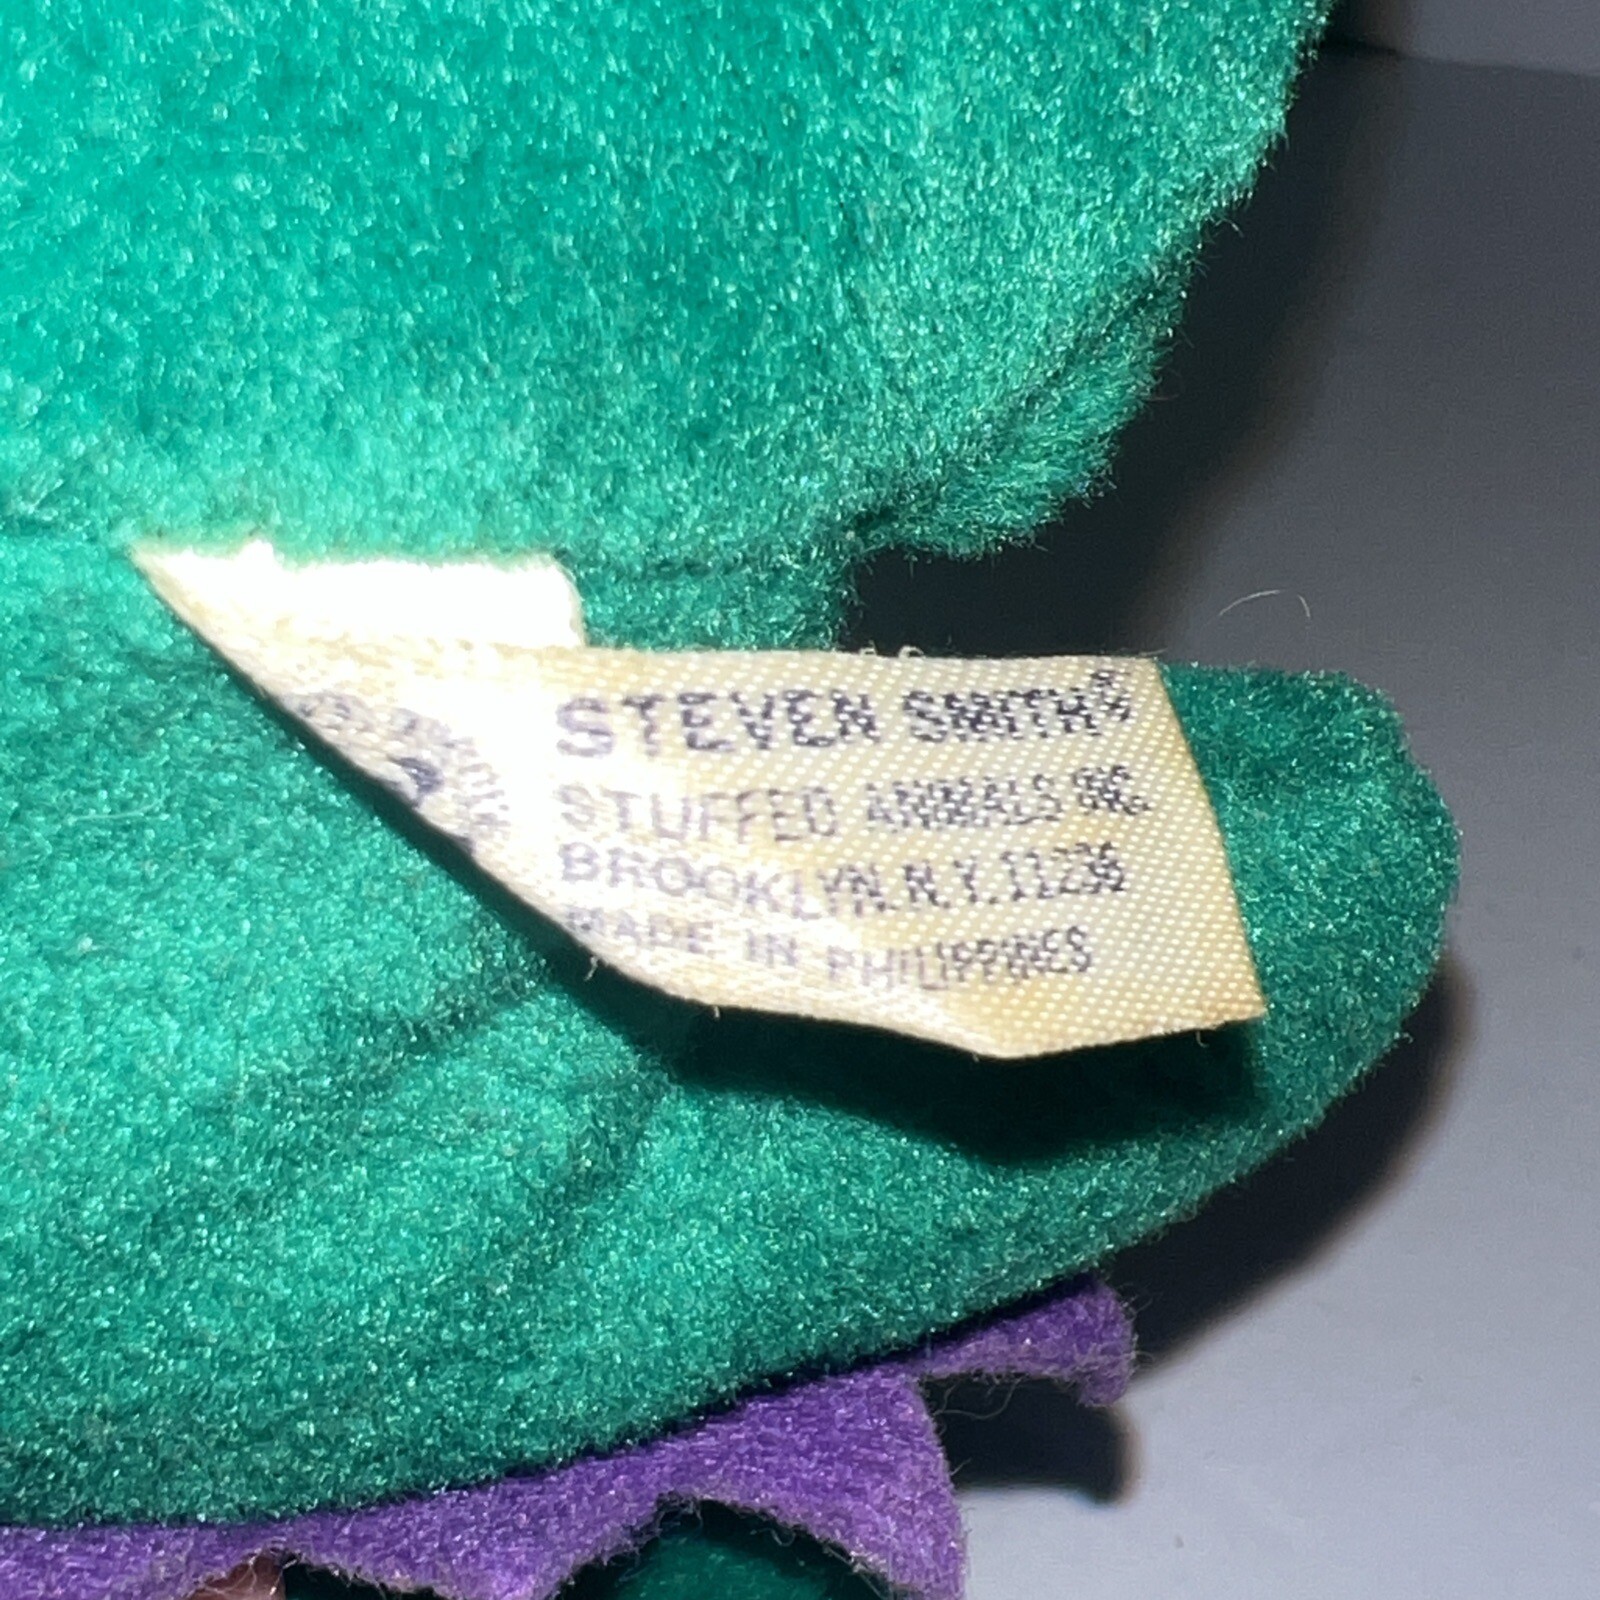 STEVEN SMITH®
STUFFED ANIMALS INC.
BROOKLYN, N.Y. 11236
MADE IN PHILIPPINES